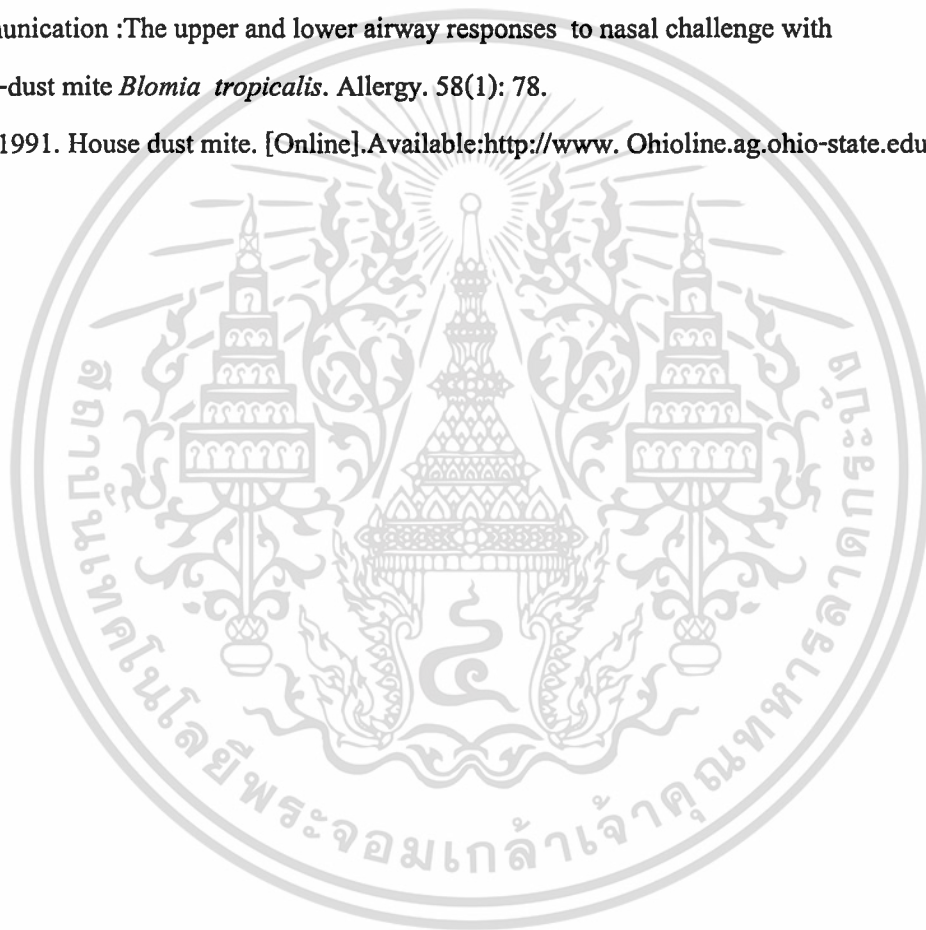 nunication :The upper and lower airway responses to nasal challenge with
-dust mite Blomia tropicalis. Allergy. 58(1): 78.
1991. House dust mite. [Online].Available:http://www. Ohioline.ag.ohio-state.edu
สถาบันเทคโนโลยีพระจอมเกล้าเจ้าคุณทหารลาดกระบัง
๔